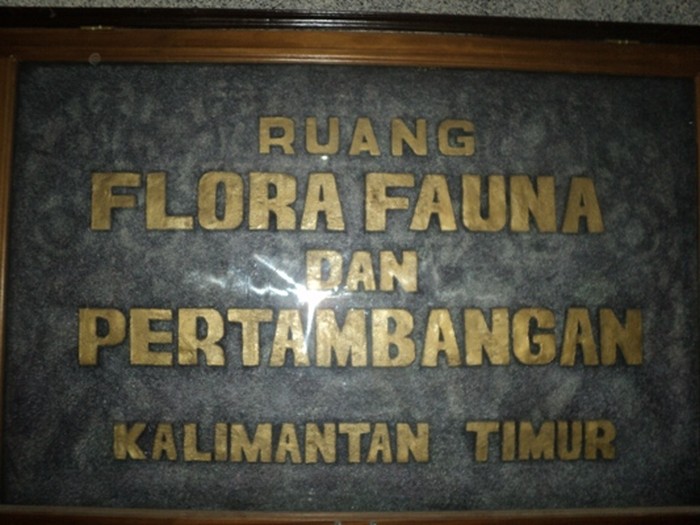 RUANG
FLORA FAUNA
DAN
PERTAMBANGAN
KALIMANTAN TIMUR